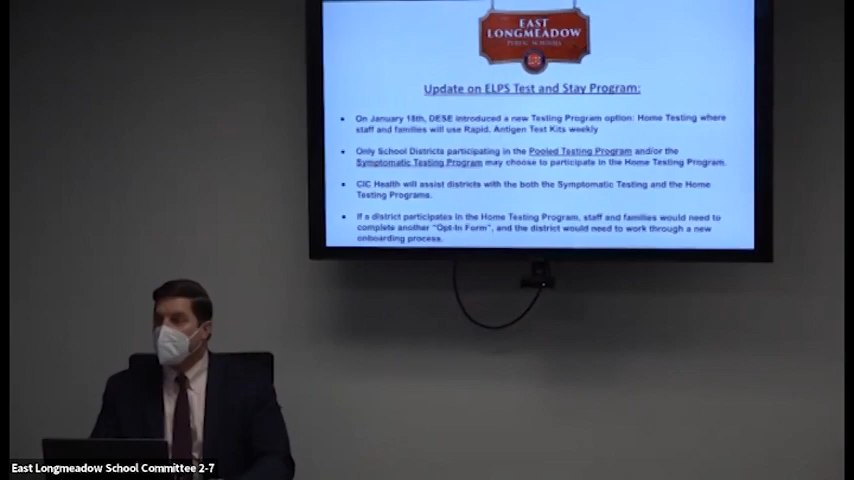 EAST
LONGMEADOW
PUBLIC SCHOOLS
Update on ELPS Test and Stay Program:
• On January 18th, DESE introduced a new Testing Program option: Home Testing where
staff and families will use Rapid, Antigen Test Kits weekly
• Only School Districts participating in the Pooled Testing Program and/or the
Symptomatic Testing Program may choose to participate in the Home Testing Program.
• CIC Health will assist districts with the both the Symptomatic Testing and the Home
Testing Programs.
• If a district participates in the Home Testing Program, staff and families would need to
complete another "Opt-In Form", and the district would need to work through a new
onboarding process.
East Longmeadow School Committee 2-7